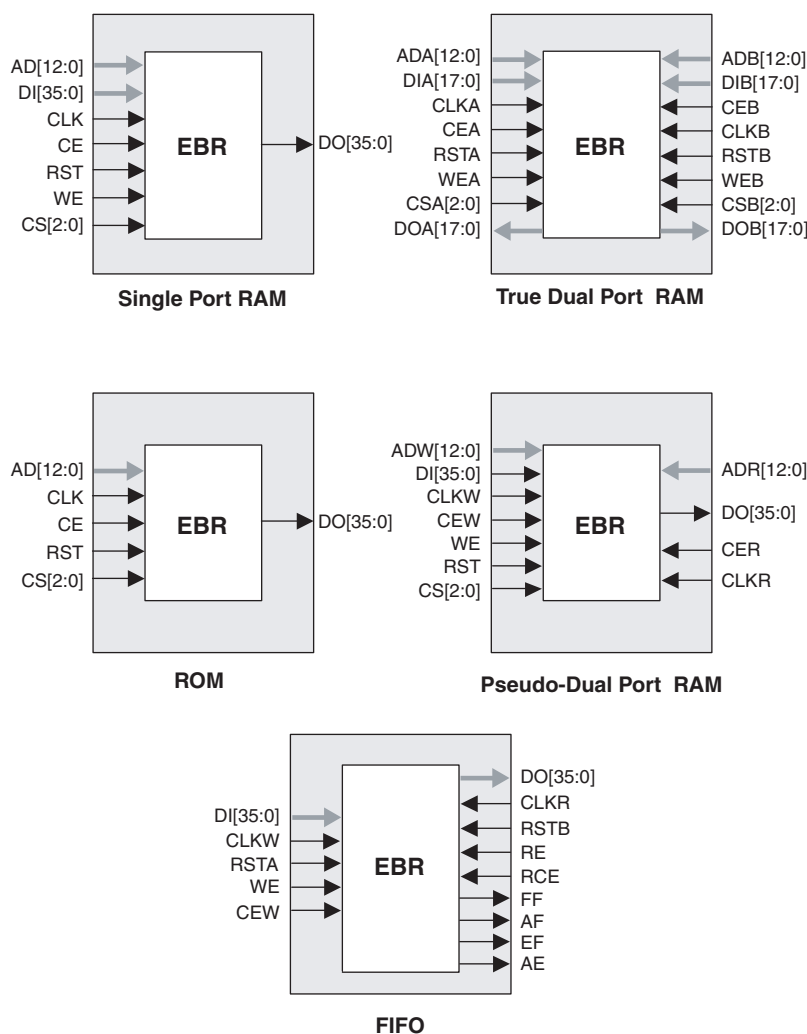 AD[12:0]
DI[35:0]
CLK
CE
RST
WE
CS[2:0]
EBR
DO[35:0]
Single Port RAM
ADA[12:0]
DIA[17:0]
CLKA
CEA
RSTA
WEA
CSA[2:0]
DOA[17:0]
EBR
ADB[12:0]
DIB[17:0]
CEB
CLKB
RSTB
WEB
CSB[2:0]
DOB[17:0]
True Dual Port RAM
AD[12:0]
CLK
CE
RST
CS[2:0]
EBR
DO[35:0]
ROM
ADW[12:0]
DI[35:0]
CLKW
CEW
WE
RST
CS[2:0]
EBR
ADR[12:0]
DO[35:0]
CER
CLKR
Pseudo-Dual Port RAM
DI[35:0]
CLKW
RSTA
WE
CEW
EBR
DO[35:0]
CLKR
RSTB
RE
RCE
FF
AF
EF
AE
FIFO